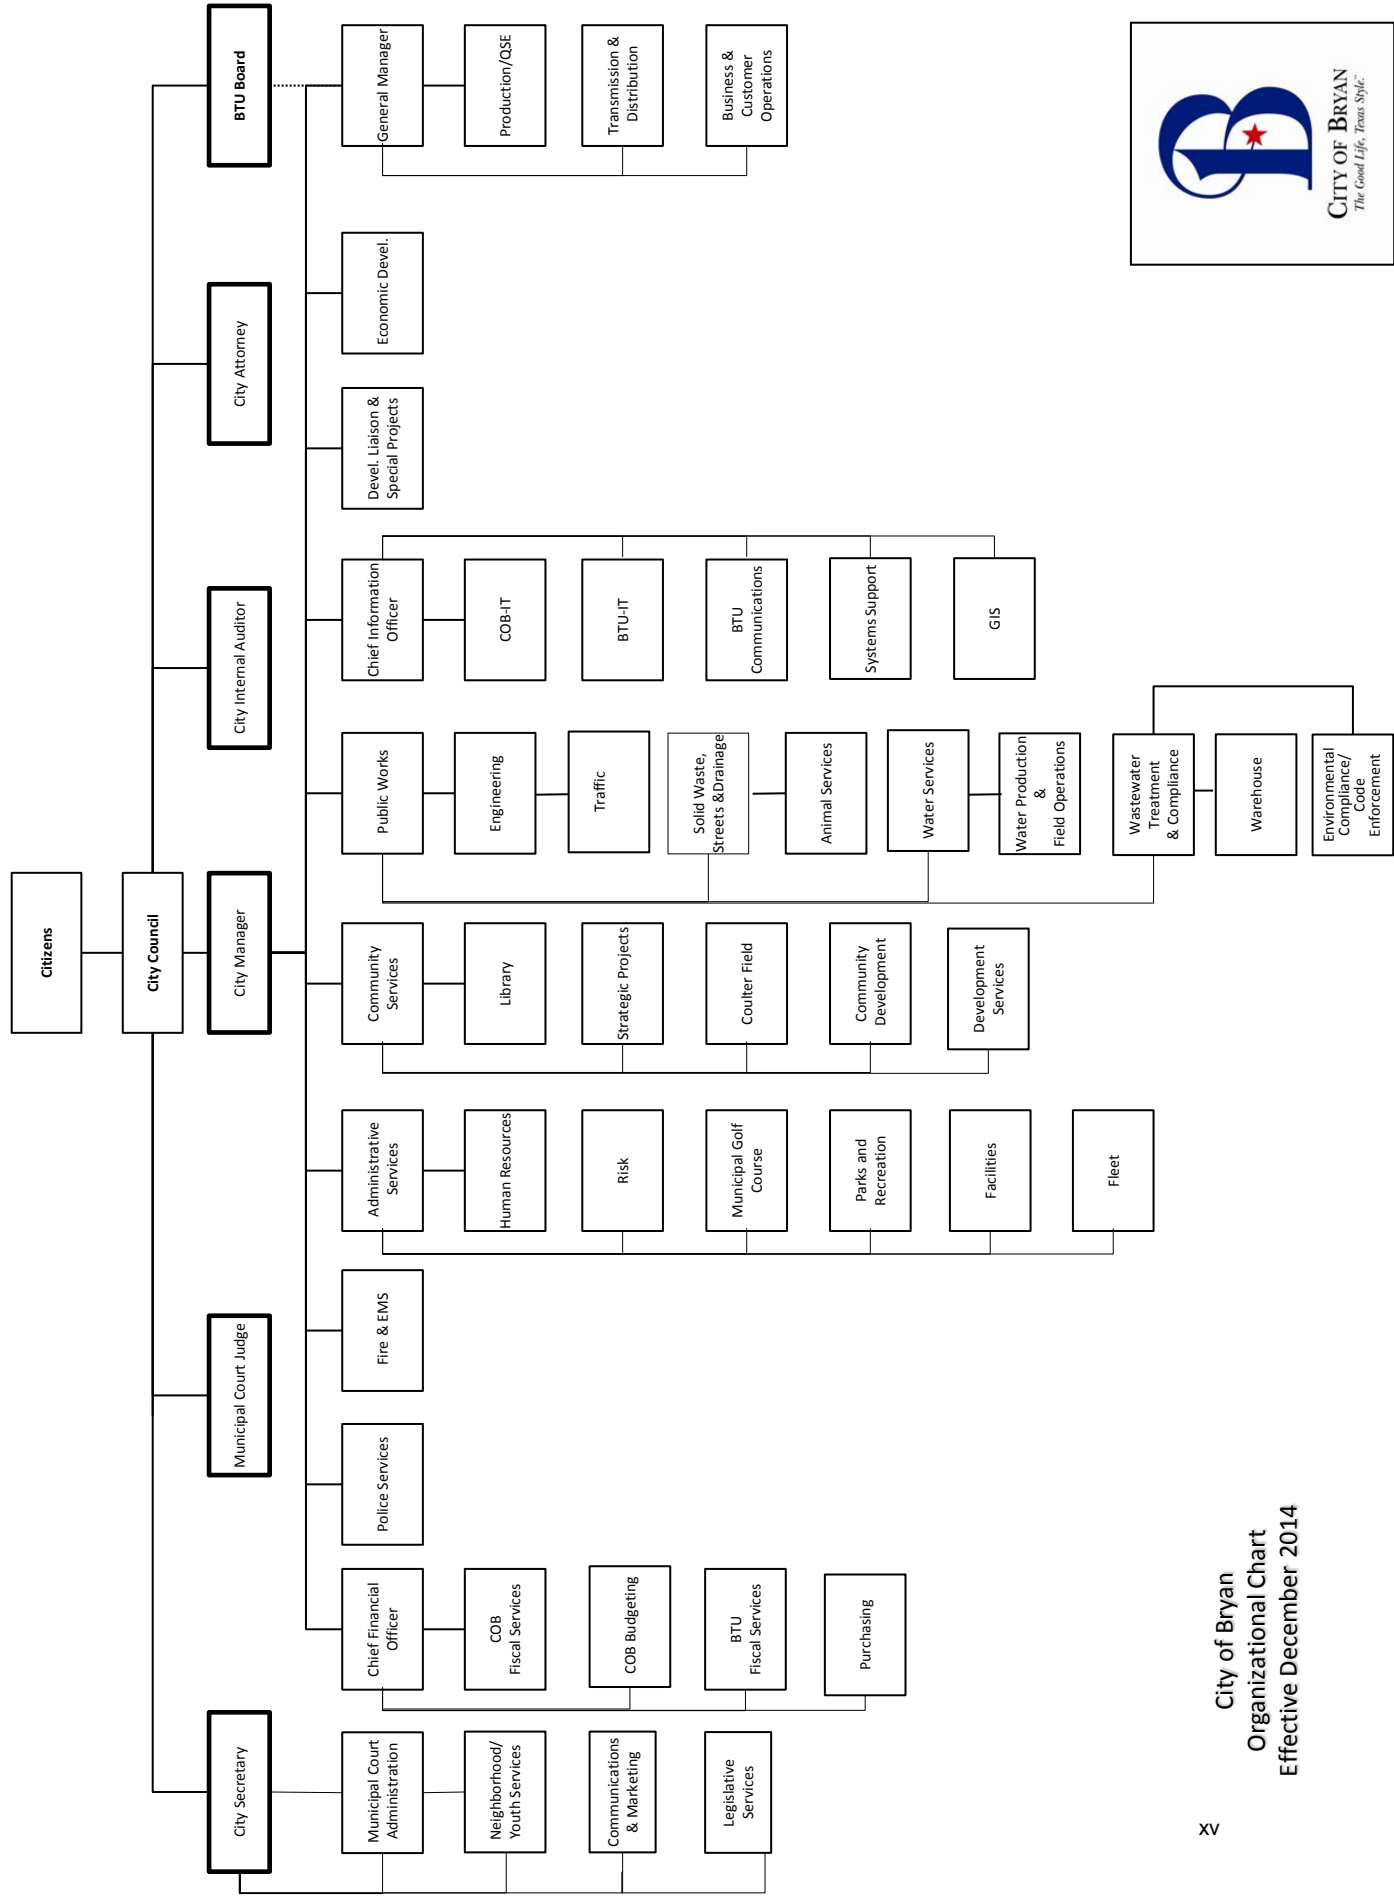 Citizens
City Council
City Secretary
Municipal Court Judge
City Manager
City Internal Auditor
City Attorney
BTU Board
Municipal Court
Administration
Neighborhood/
Youth Services
Communications
& Marketing
Legislative
Services
Chief Financial
Officer
COB
Fiscal Services
COB Budgeting
BTU
Fiscal Services
Purchasing
Police Services
Fire & EMS
Administrative
Services
Human Resources
Risk
Municipal Golf
Course
Parks and
Recreation
Facilities
Fleet
Community
Services
Library
Strategic Projects
Coulter Field
Community
Development
Development
Services
Public Works
Engineering
Traffic
Solid Waste,
Streets &Drainage
Animal Services
Water Services
Water Production
&
Field Operations
Wastewater
Treatment
& Compliance
Warehouse
Environmental
Compliance/
Code
Enforcement
Chief Information
Officer
COB-IT
BTU-IT
BTU
Communications
Systems Support
GIS
Devel. Liaison &
Special Projects
Economic Devel.
General Manager
Production/QSE
Transmission &
Distribution
Business &
Customer
Operations
City of Bryan
Organizational Chart
Effective December 2014
B
CITY OF BRYAN
The Good Life, Texas Style.™
xv